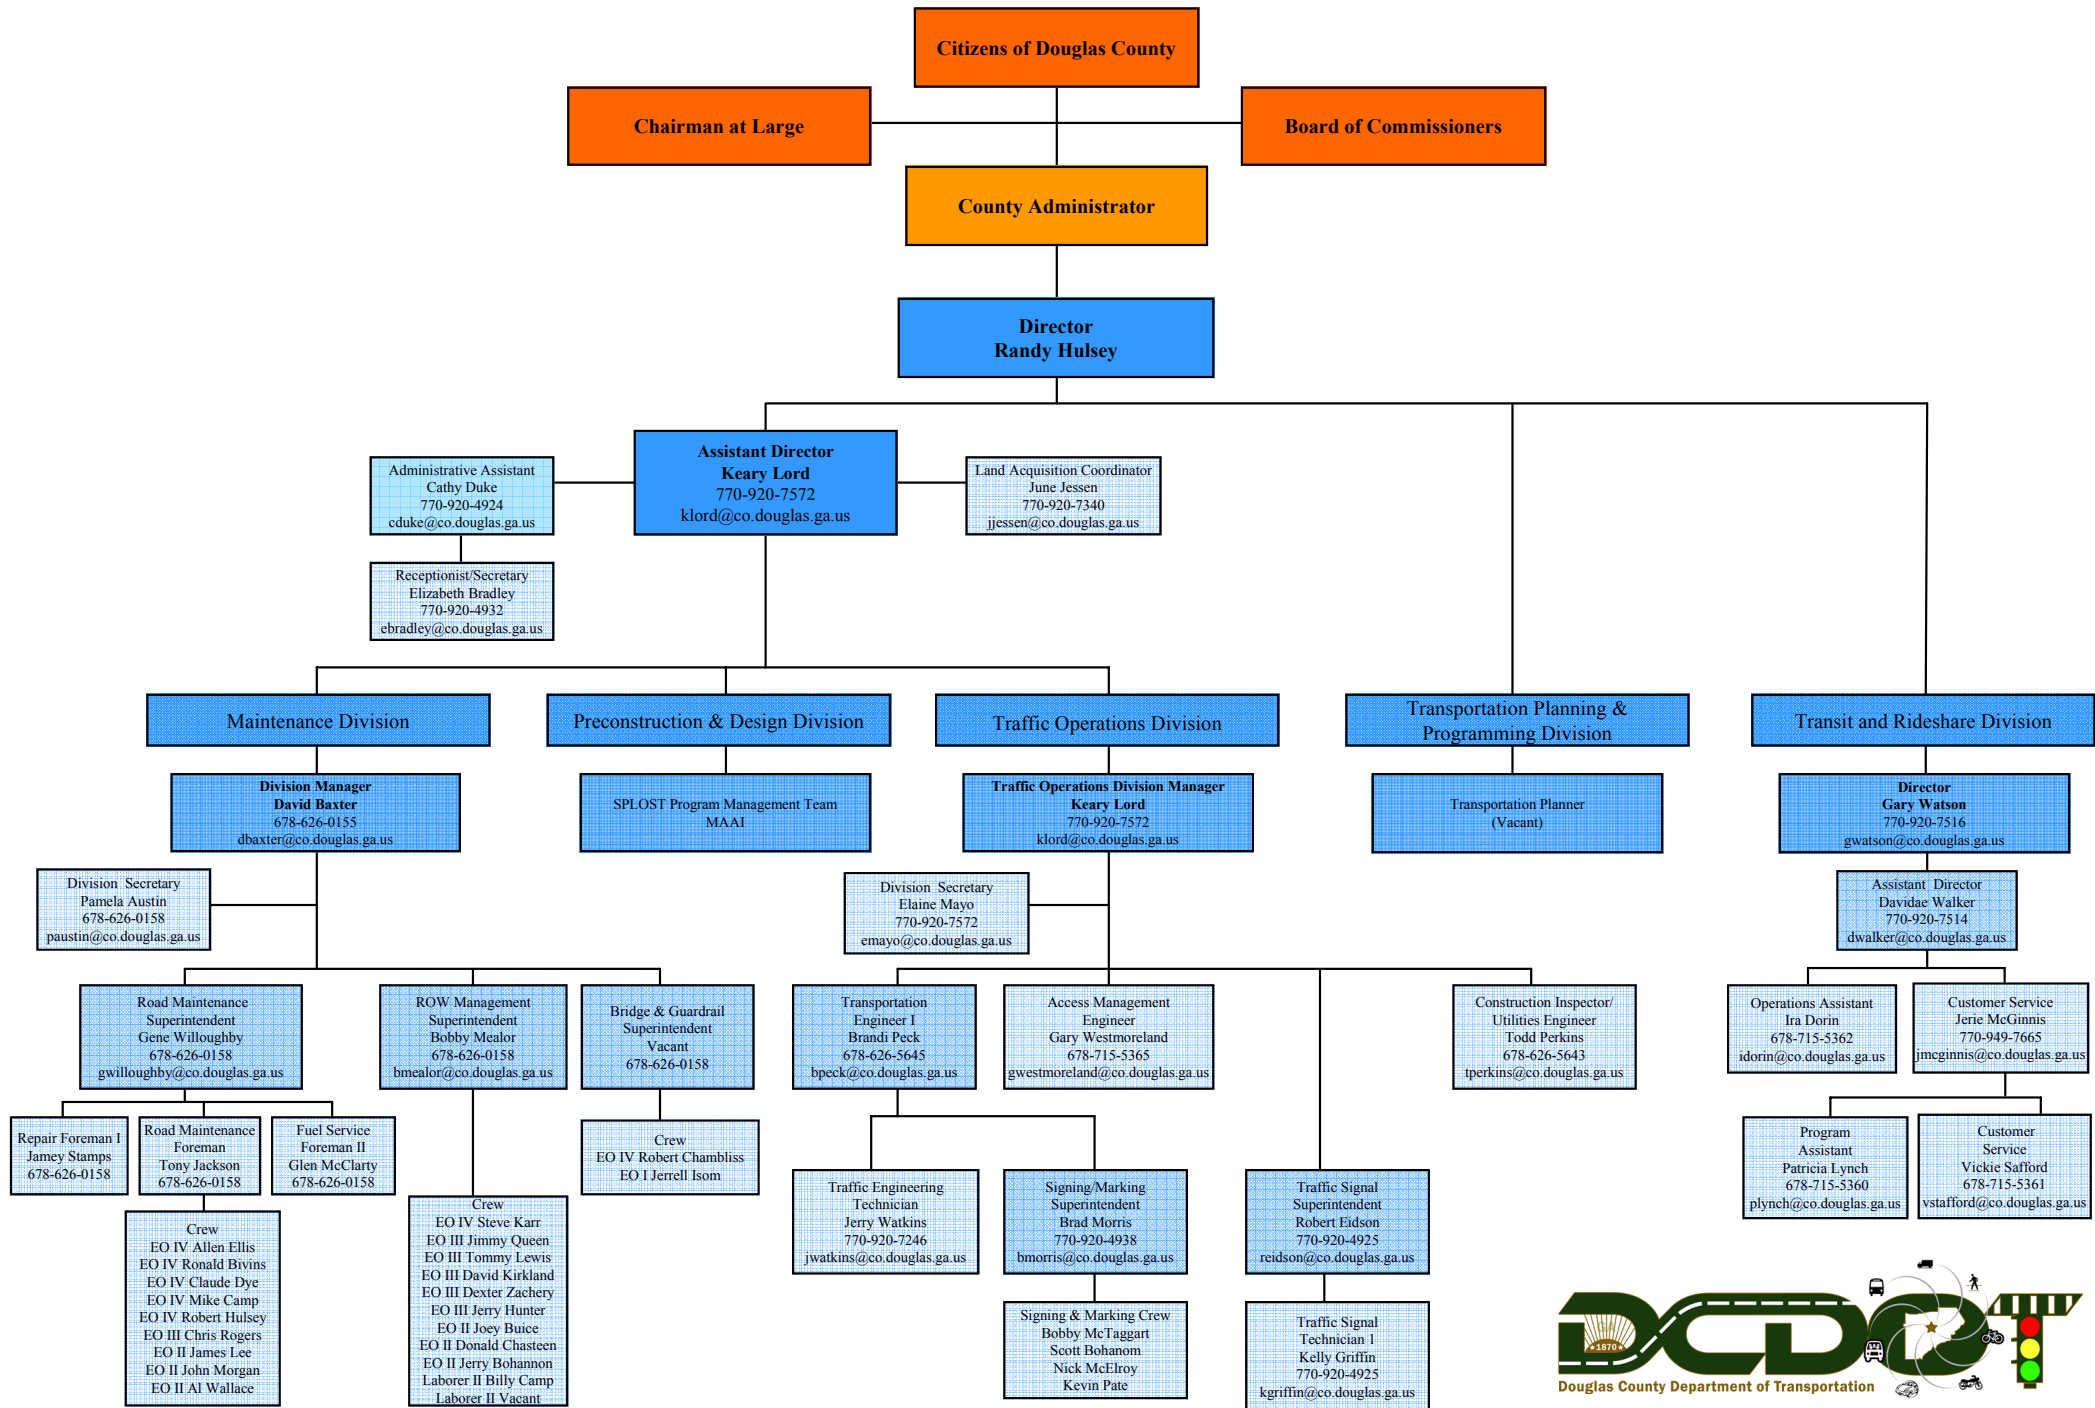 Citizens of Douglas County
Chairman at Large
Board of Commissioners
County Administrator
Director
Randy Hulsey
Assistant Director
Keary Lord
770-920-7572
klord@co.douglas.ga.us
Administrative Assistant
Cathy Duke
770-920-4924
cduke@co.douglas.ga.us
Land Acquisition Coordinator
June Jessen
770-920-7340
jjessen@co.douglas.ga.us
Receptionist/Secretary
Elizabeth Bradley
770-920-4932
ebradley@co.douglas.ga.us
Maintenance Division
Preconstruction & Design Division
Traffic Operations Division
Transportation Planning &
Programming Division
Transit and Rideshare Division
Division Manager
David Baxter
678-626-0155
dbaxter@co.douglas.ga.us
SPLOST Program Management Team
MAAI
Traffic Operations Division Manager
Keary Lord
770-920-7572
klord@co.douglas.ga.us
Transportation Planner
(Vacant)
Director
Gary Watson
770-920-7516
gwatson@co.douglas.ga.us
Division Secretary
Pamela Austin
678-626-0158
paustin@co.douglas.ga.us
Division Secretary
Elaine Mayo
770-920-7572
emayo@co.douglas.ga.us
Assistant Director
Davidae Walker
770-920-7514
dwalker@co.douglas.ga.us
Road Maintenance
Superintendent
Gene Willoughby
678-626-0158
gwilloughby@co.douglas.ga.us
ROW Management
Superintendent
Bobby Mealor
678-626-0158
bmealor@co.douglas.ga.us
Bridge & Guardrail
Superintendent
Vacant
678-626-0158
Transportation
Engineer I
Brandi Peck
678-626-5645
bpeck@co.douglas.ga.us
Access Management
Engineer
Gary Westmoreland
678-715-5365
gwestmoreland@co.douglas.ga.us
Construction Inspector/
Utilities Engineer
Todd Perkins
678-626-5643
tperkins@co.douglas.ga.us
Operations Assistant
Ira Dorin
678-715-5362
idorin@co.douglas.ga.us
Customer Service
Jerie McGinnis
770-949-7665
jmcginnis@co.douglas.ga.us
Repair Foreman I
Jamey Stamps
678-626-0158
Road Maintenance
Foreman
Tony Jackson
678-626-0158
Fuel Service
Foreman II
Glen McClarty
678-626-0158
Crew
EO IV Robert Chambliss
EO I Jerrell Isom
Program
Assistant
Patricia Lynch
678-715-5360
plynch@co.douglas.ga.us
Customer
Service
Vickie Safford
678-715-5361
vstafford@co.douglas.ga.us
Traffic Engineering
Technician
Jerry Watkins
770-920-7246
jwatkins@co.douglas.ga.us
Signing/Marking
Superintendent
Brad Morris
770-920-4938
bmorris@co.douglas.ga.us
Traffic Signal
Superintendent
Robert Eidson
770-920-4925
reidson@co.douglas.ga.us
Crew
EO IV Allen Ellis
EO IV Ronald Bivins
EO IV Claude Dye
EO IV Mike Camp
EO IV Robert Hulsey
EO III Chris Rogers
EO II James Lee
EO II John Morgan
EO II Al Wallace
Crew
EO IV Steve Karr
EO III Jimmy Queen
EO III Tommy Lewis
EO III David Kirkland
EO III Dexter Zachery
EO III Jerry Hunter
EO II Joey Buice
EO II Donald Chasteen
EO II Jerry Bohannon
Laborer II Billy Camp
Laborer II Vacant
Signing & Marking Crew
Bobby McTaggart
Scott Bohanom
Nick McElroy
Kevin Pate
Traffic Signal
Technician 1
Kelly Griffin
770-920-4925
kgriffin@co.douglas.ga.us
DCDOT
1870
Douglas County Department of Transportation